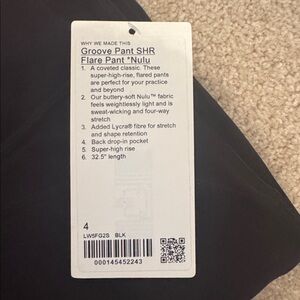 WHY WE MADE THIS
Groove Pant SHR
Flare Pant *Nulu
1. A coveted classic. These
super-high-rise, flared pants
are perfect for your practice
and beyond
2. Our buttery-soft Nulu™ fabric
feels weightlessly light and is
sweat-wicking and four-way
stretch
3. Added Lycra® fibre for stretch
and shape retention
4. Back drop-in pocket
5. Super-high rise
6. 32.5" length
4
LW5FG2S BLK
000145452243